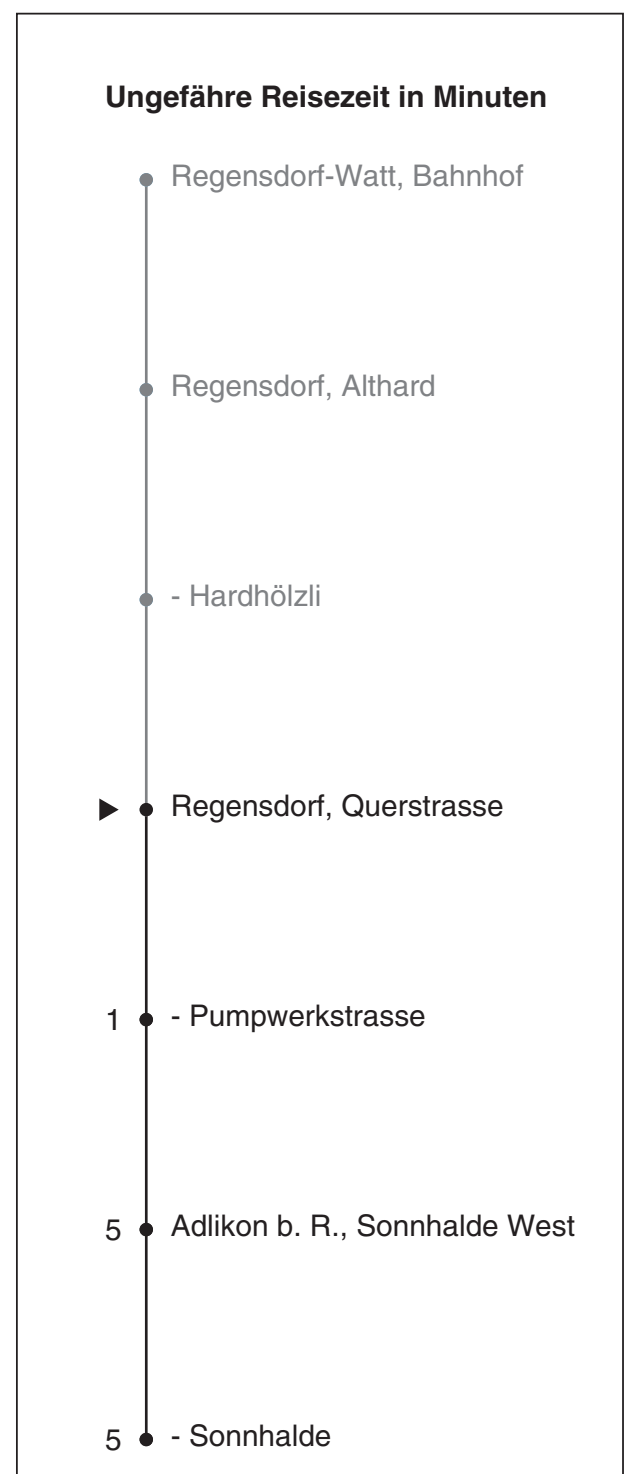 Ungefähre Reisezeit in Minuten
Regensdorf-Watt, Bahnhof
Regensdorf, Althard
- Hardhölzli
Regensdorf, Querstrasse
1 - Pumpwerkstrasse
5 Adlikon b. R., Sonnhalde West
5 - Sonnhalde